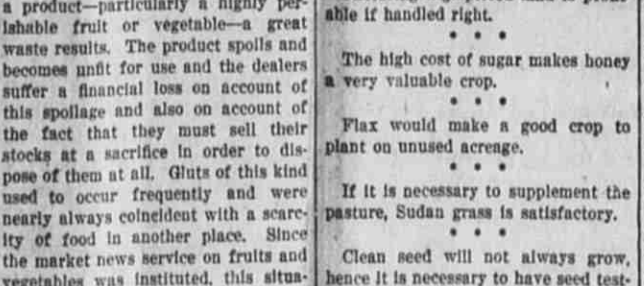 a product—particularly a highly per-
ishable fruit or vegetable—a great
waste results. The product spoils and
becomes unfit for use and the dealers
suffer a financial loss on account of
this spoilage and also on account of
the fact that they must sell their
stocks at a sacrifice in order to dis-
pose of them at all. Gluts of this kind
used to occur frequently and were
nearly always coincident with a scarc-
ity of food in another place. Since
the market news service on fruits and
vegetables was instituted, this situa-
able if handled right.
* * *
The high cost of sugar makes honey
a very valuable crop.
* * *
Flax would make a good crop to
plant on unused acreage.
* * *
If it is necessary to supplement the
pasture, Sudan grass is satisfactory.
* * *
Clean seed will not always grow,
hence it is necessary to have seed test-